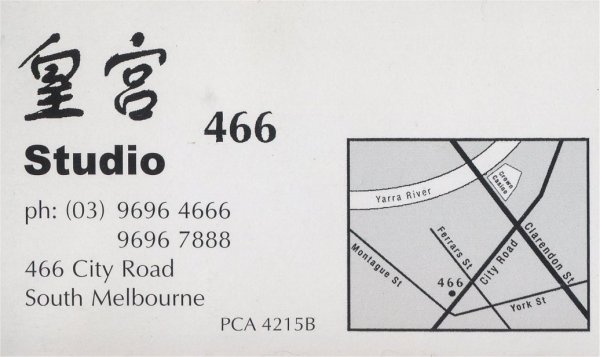 皇宮
466
Studio
ph: (03) 9696 4666
9696 7888
466 City Road
South Melbourne
PCA 4215B
Yarra River
Crown
Casino
Clarendon St
City Road
Ferrars St
Montague St
466
York St